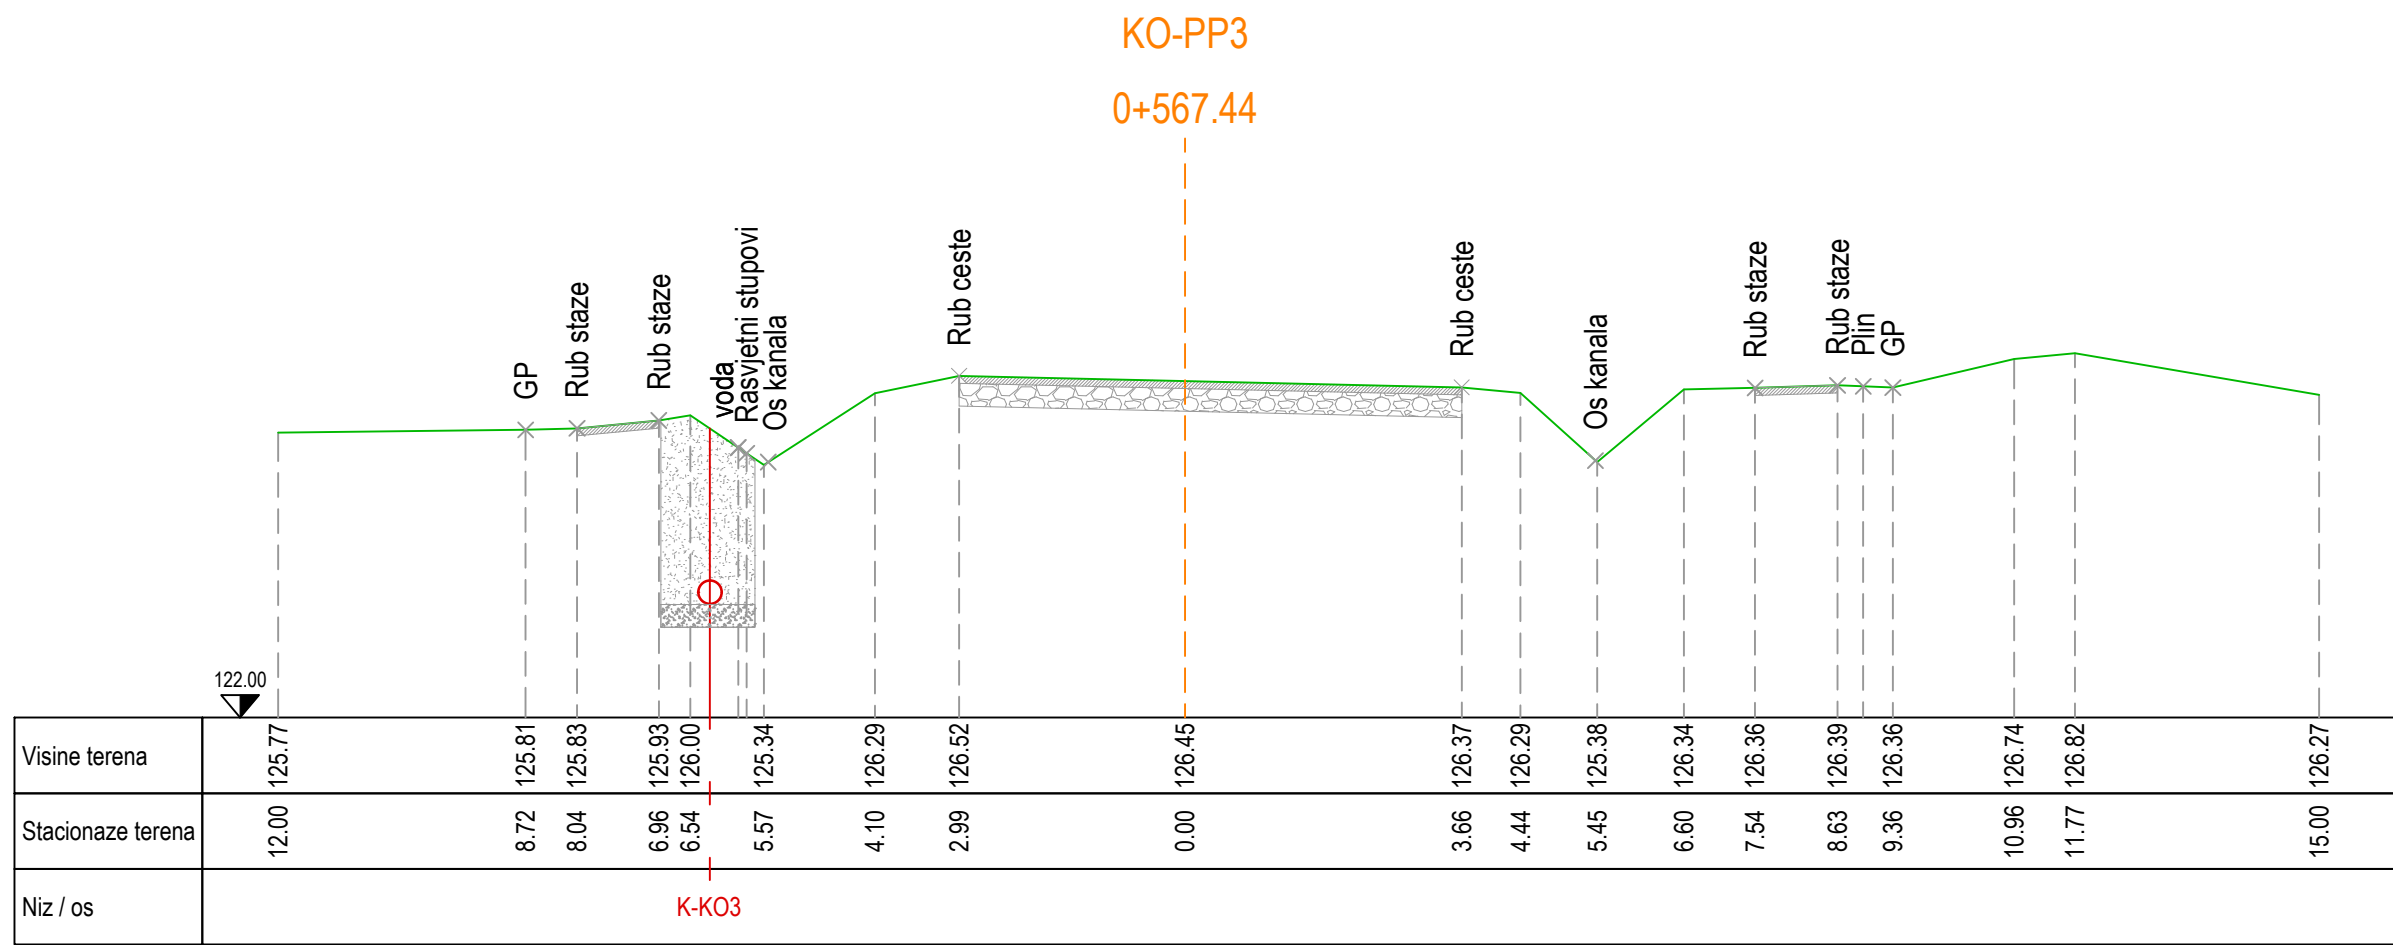 KO-PP3
0+567.44
GP
Rub staze
Rub staze
voda
Rasvjetni stupovi
Os kanala
Rub ceste
Rub ceste
Os kanala
Rub staze
Rub staze
Plin
GP
122.00
Visine terena
125.77
125.81
125.83
125.93
126.00
125.34
126.29
126.52
126.45
126.37
126.29
125.38
126.34
126.36
126.39
126.36
126.74
126.82
126.27
Stacionaze terena
12.00
8.72
8.04
6.96
6.54
5.57
4.10
2.99
0.00
3.66
4.44
5.45
6.60
7.54
8.63
9.36
10.96
11.77
15.00
Niz / os
K-KO3